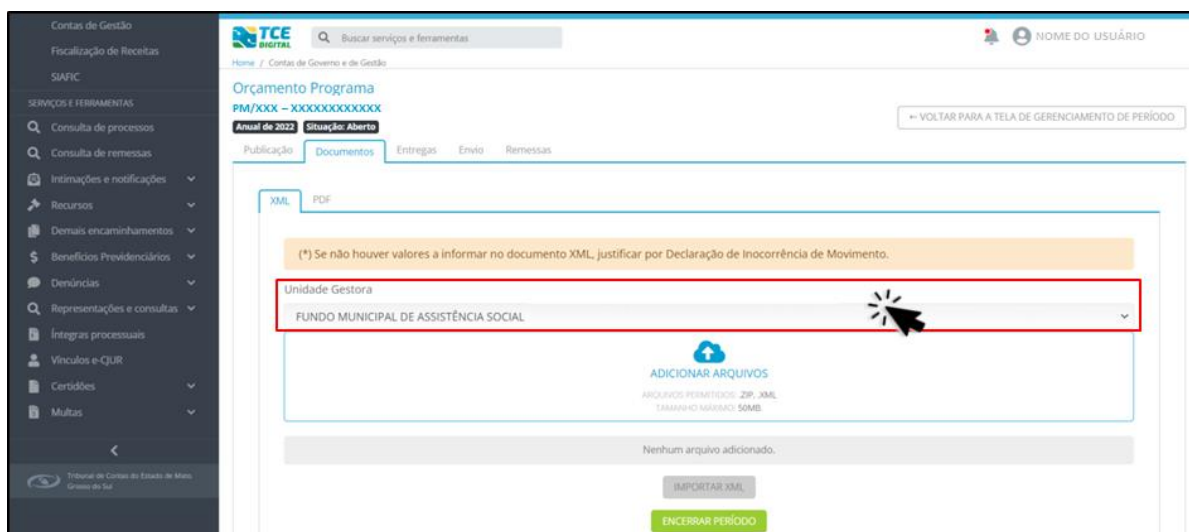 Contas de Gestão
Fiscalização de Receitas
SIAFIC
SERVIÇOS E FERRAMENTAS
Consulta de processos
Consulta de remessas
Intimações e notificações
Recursos
Demais encaminhamentos
Benefícios Previdenciários
Denúncias
Representações e consultas
Íntegras processuais
Vínculos e-CJUR
Certidões
Multas
Tribunal de Contas do Estado de Mato
Grosso do Sul
TCE
DIGITAL
Buscar serviços e ferramentas
NOME DO USUÁRIO
Home / Contas de Governo e de Gestão
Orçamento Programa
PM/XXX – XXXXXXXXXXXX
Anual de 2022 Situação: Aberto
← VOLTAR PARA A TELA DE GERENCIAMENTO DE PERÍODO
Publicação Documentos Entregas Envio Remessas
XML PDF
(*) Se não houver valores a informar no documento XML, justificar por Declaração de Inocorrência de Movimento.
Unidade Gestora
FUNDO MUNICIPAL DE ASSISTÊNCIA SOCIAL
ADICIONAR ARQUIVOS
ARQUIVOS PERMITIDOS: .ZIP, .XML
TAMANHO MÁXIMO: 50MB
Nenhum arquivo adicionado.
IMPORTAR XML
ENCERRAR PERÍODO